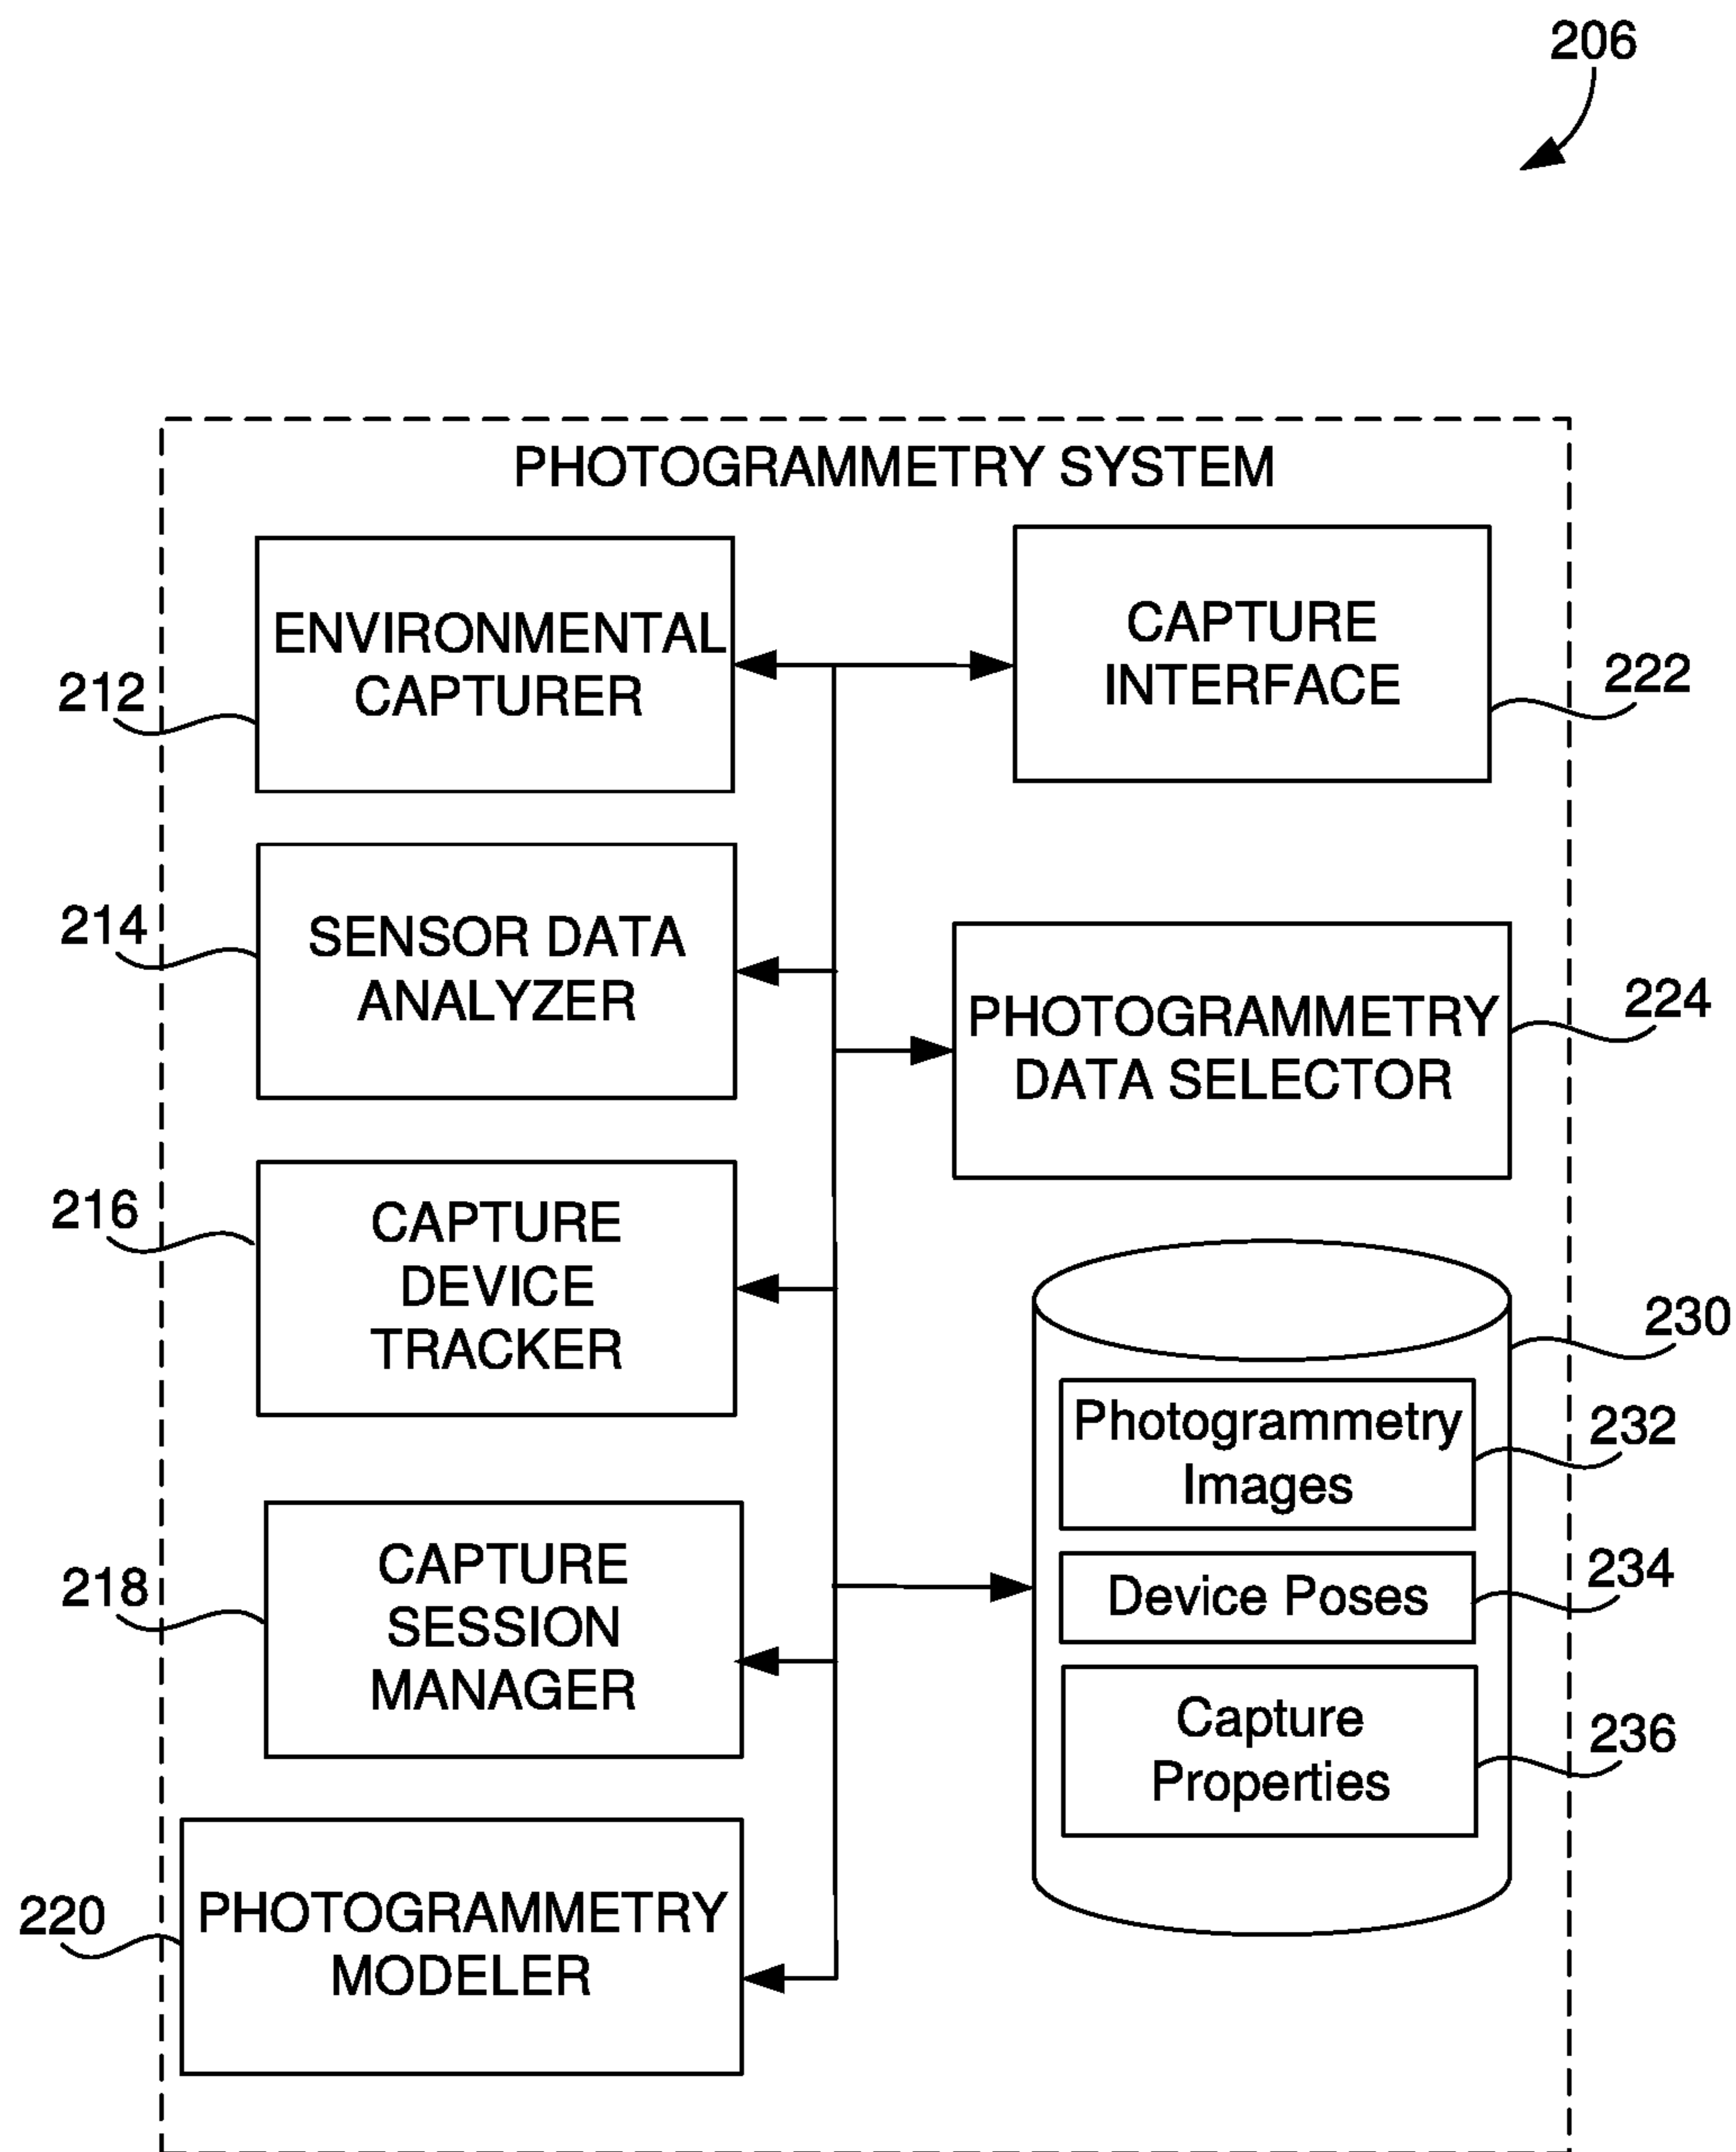 206
PHOTOGRAMMETRY SYSTEM
ENVIRONMENTAL
CAPTURER
212
CAPTURE
INTERFACE
222
SENSOR DATA
ANALYZER
214
PHOTOGRAMMETRY
DATA SELECTOR
224
CAPTURE
DEVICE
TRACKER
216
230
Photogrammetry
Images
232
Device Poses
234
Capture
Properties
236
CAPTURE
SESSION
MANAGER
218
PHOTOGRAMMETRY
MODELER
220